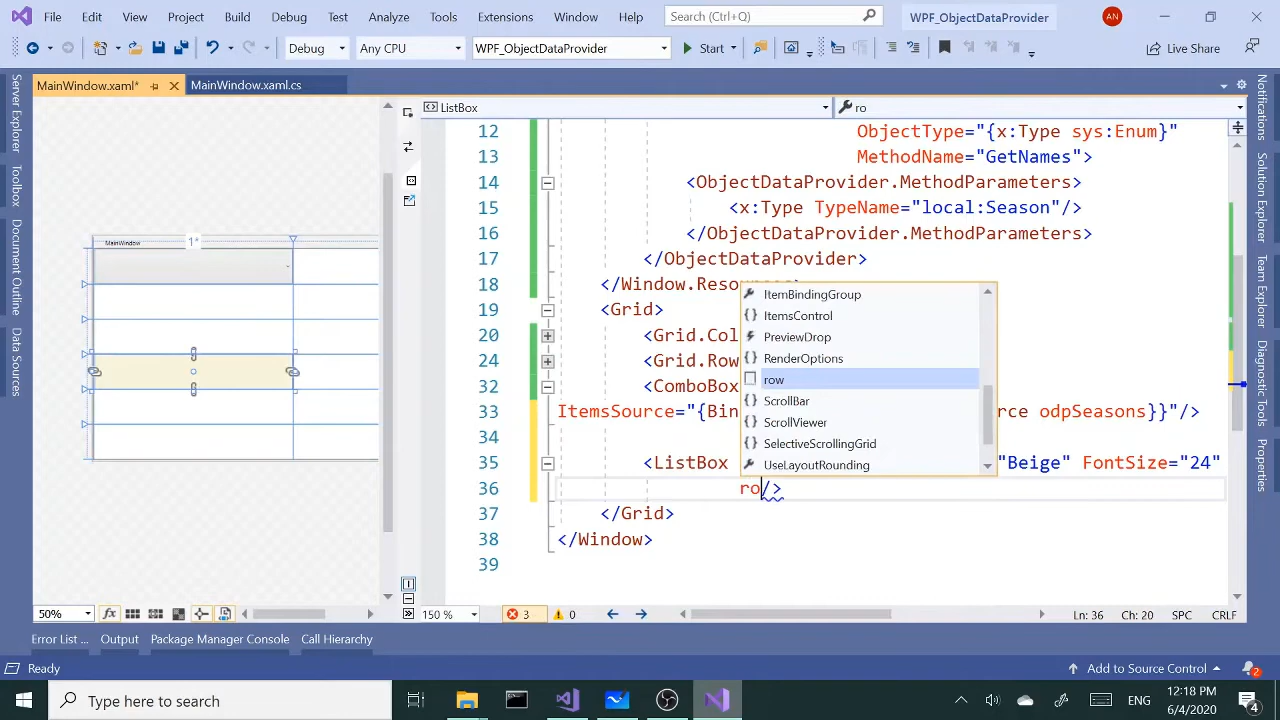 File Edit View Project Build Debug Test Analyze Tools Extensions Window Help Search (Ctrl+Q) WPF_ObjectDataProvider AN
Debug Any CPU WPF_ObjectDataProvider Start Live Share
MainWindow.xaml* MainWindow.xaml.cs
ListBox ro
Server Explorer
Toolbox
Document Outline
Data Sources
MainWindow 1*
12 ObjectType="{x:Type sys:Enum}"
13 MethodName="GetNames">
14 <ObjectDataProvider.MethodParameters>
15 <x:Type TypeName="local:Season"/>
16 </ObjectDataProvider.MethodParameters>
17 </ObjectDataProvider>
18 </Window.Reso
19 <Grid>
20 <Grid.Col
24 <Grid.Row
32 <ComboBox
33 ItemsSource="{Bin rce odpSeasons}}"/>
34
35 <ListBox "Beige" FontSize="24"
36 ro/>
37 </Grid>
38 </Window>
39
ItemBindingGroup
ItemsControl
PreviewDrop
RenderOptions
row
ScrollBar
ScrollViewer
SelectiveScrollingGrid
UseLayoutRounding
Notifications
Solution Explorer
Team Explorer
Diagnostic Tools
Properties
50% fx 150 % 3 0 Ln: 36 Ch: 20 SPC CRLF
Error List ... Output Package Manager Console Call Hierarchy
Ready Add to Source Control 2
Type here to search ENG 12:18 PM 6/4/2020 4